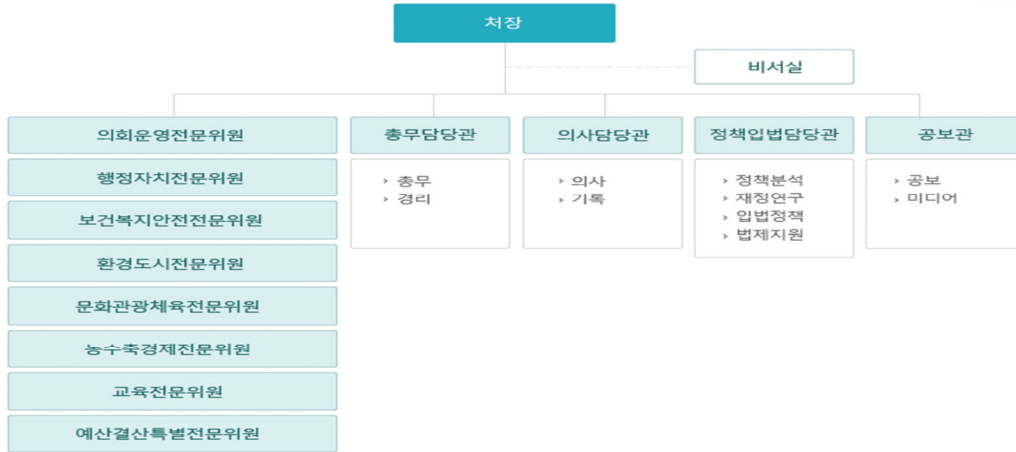 처장
비서실
의회운영전문위원
행정자치전문위원
보건복지안전전문위원
환경도시전문위원
문화관광체육전문위원
농수축경제전문위원
교육전문위원
예산결산특별전문위원
총무담당관
› 총무
› 경리
의사담당관
› 의사
› 기록
정책입법담당관
› 정책분석
› 재정연구
› 입법정책
› 법제지원
공보관
› 공보
› 미디어